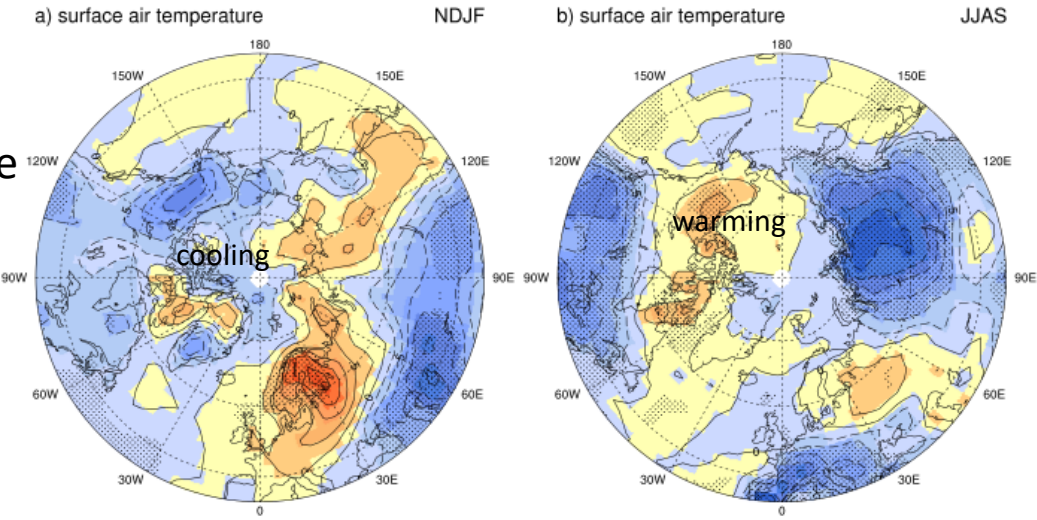 a) surface air temperature NDJF
180
150W 150E
e
120W 120E
cooling
90W 90E
60W 60E
30W 30E
0
b) surface air temperature JJAS
180
150W 150E
120W 120E
warming
90W 90E
60W 60E
30W 30E
0